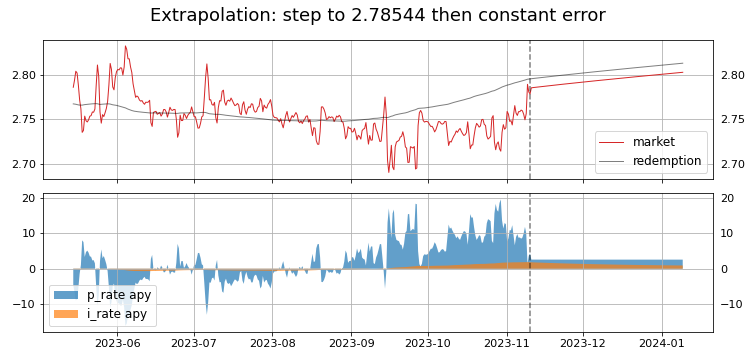 Extrapolation: step to 2.78544 then constant error
2.80
2.75
2.70
2.80
2.75
2.70
market
redemption
20
10
0
−10
20
10
0
−10
p_rate apy
i_rate apy
2023-06 2023-07 2023-08 2023-09 2023-10 2023-11 2023-12 2024-01